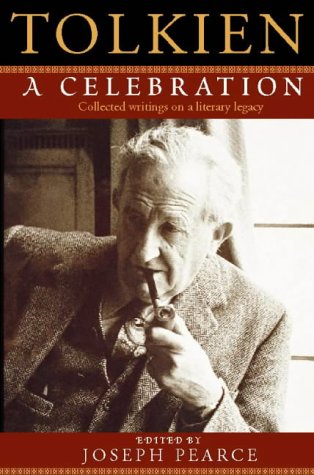 TOLKIEN
A CELEBRATION
Collected writings on a literary legacy
EDITED BY
JOSEPH PEARCE